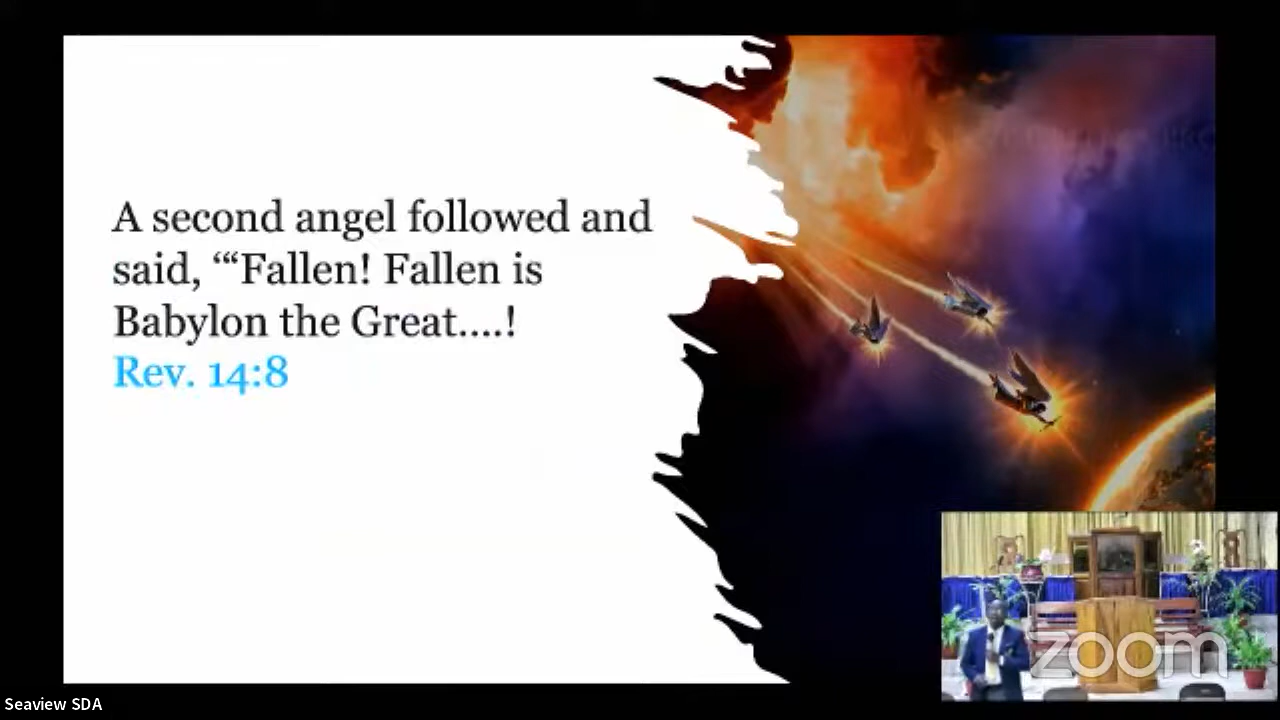 A second angel followed and
said, ‘“Fallen! Fallen is
Babylon the Great....!
Rev. 14:8
zoom
Seaview SDA